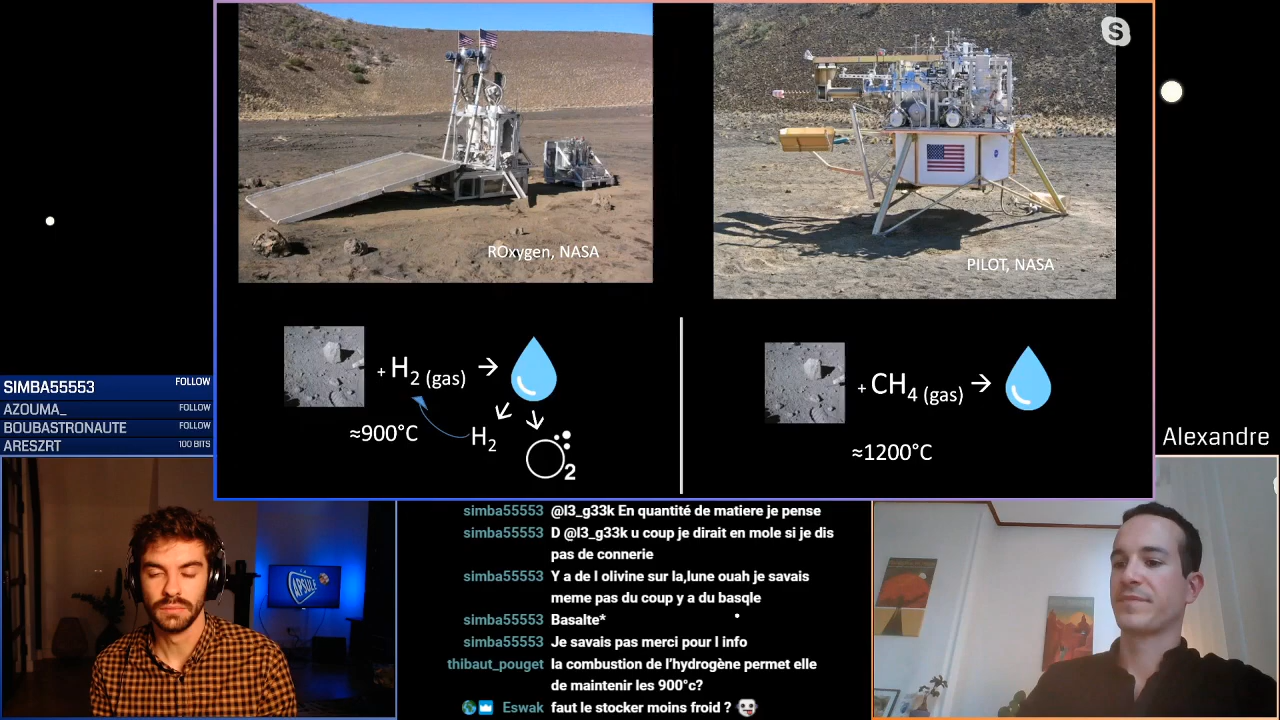 S
ROxygen, NASA
PILOT, NASA
+ H2 (gas) →
≈900°C
H2
2
+ CH4 (gas) →
≈1200°C
SIMBA55553 FOLLOW
AZOUMA_ FOLLOW
BOUBASTRONAUTE FOLLOW
ARESZRT 100 BITS
Alexandre
CAPSULE
simba55553 @l3_g33k En quantité de matiere je pense
simba55553 D @l3_g33k u coup je dirait en mole si je dis
pas de connerie
simba55553 Y a de l olivine sur la,lune ouah je savais
meme pas du coup y a du basqle
simba55553 Basalte*
simba55553 Je savais pas merci pour l info
thibaut_pouget la combustion de l'hydrogène permet elle
de maintenir les 900°c?
Eswak faut le stocker moins froid ?